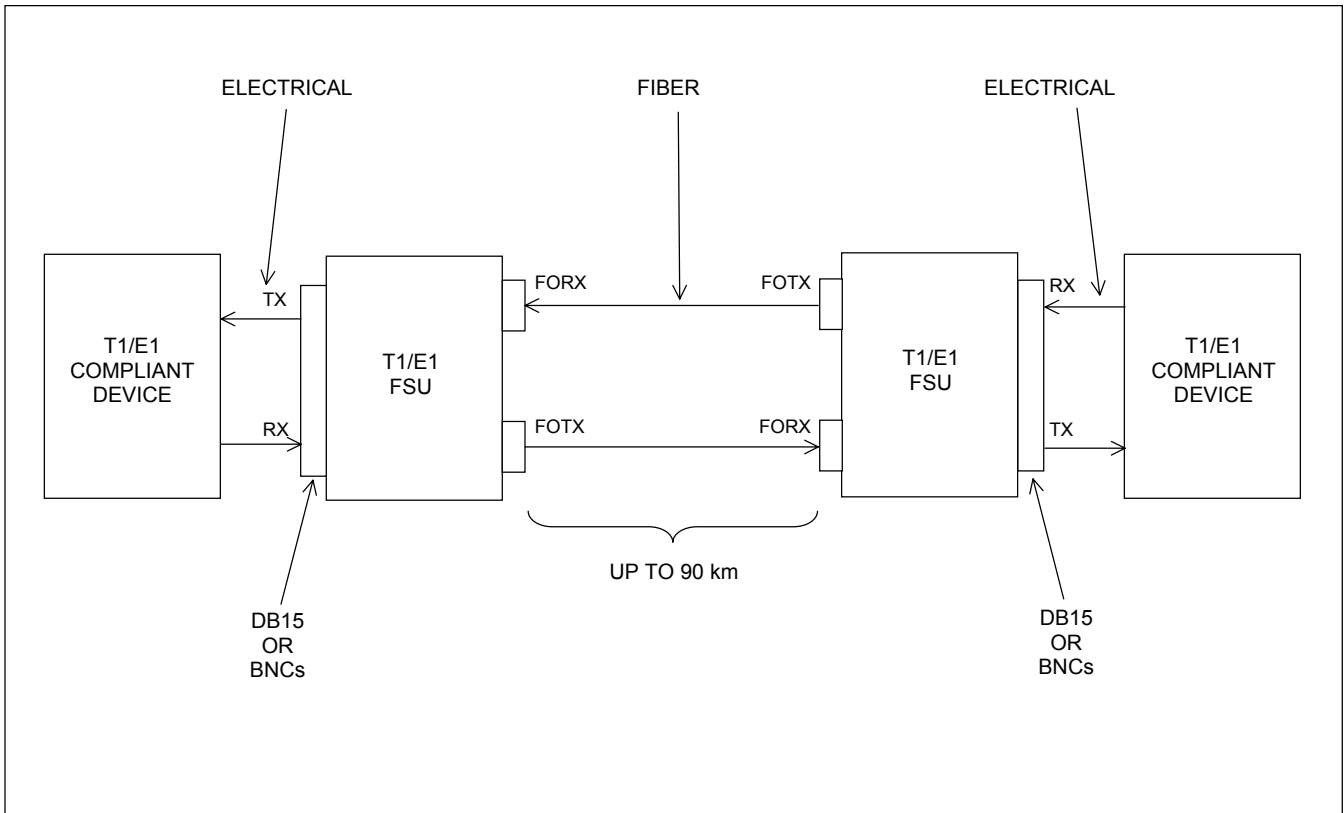 ELECTRICAL
FIBER
ELECTRICAL
TX
FORX
FOTX
RX
T1/E1
COMPLIANT
DEVICE
T1/E1
FSU
T1/E1
FSU
T1/E1
COMPLIANT
DEVICE
RX
FOTX
FORX
TX
UP TO 90 km
DB15
OR
BNCs
DB15
OR
BNCs